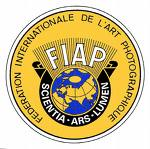 FEDERATION INTERNATIONALE DE L'ART PHOTOGRAPHIQUE
FIAP
SCIENTIA - ARS - LUMEN